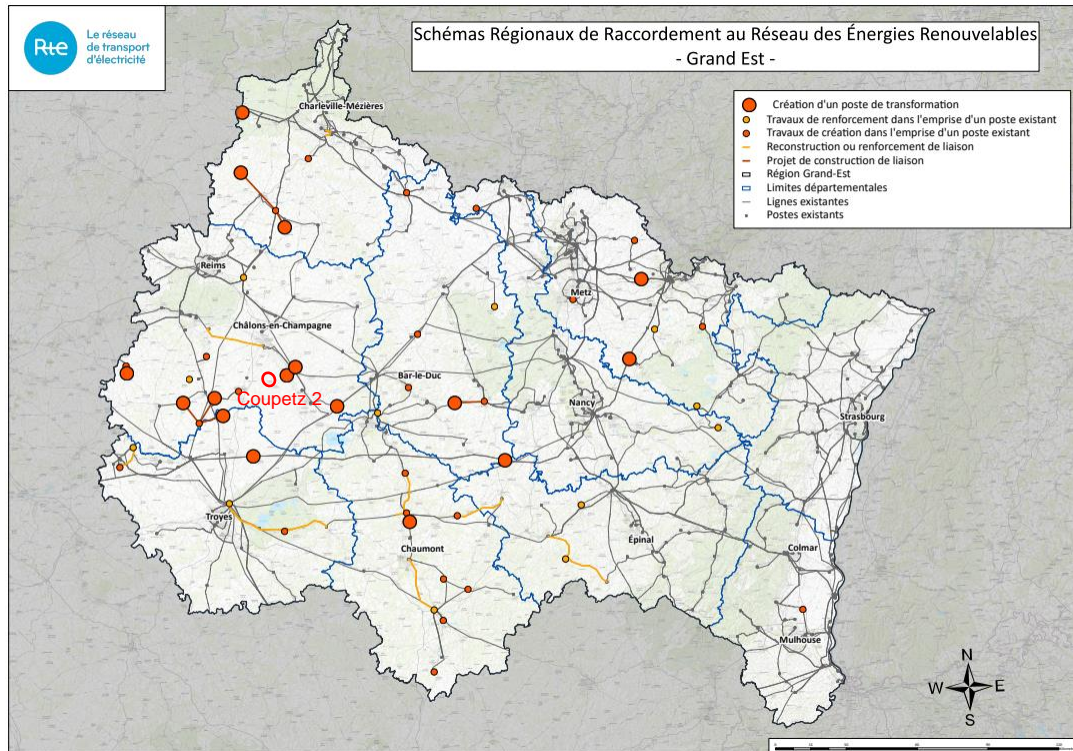 Rte
Le réseau
de transport
d'électricité
Schémas Régionaux de Raccordement au Réseau des Énergies Renouvelables
- Grand Est -
Création d'un poste de transformation
Travaux de renforcement dans l'emprise d'un poste existant
Travaux de création dans l'emprise d'un poste existant
Reconstruction ou renforcement de liaison
Projet de construction de liaison
Région Grand-Est
Limites départementales
Lignes existantes
Postes existants
Charleville-Mézières
Reims
Metz
Châlons-en-Champagne
Bar-le-Duc
Coupetz 2
Nancy
Strasbourg
Troyes
Épinal
Chaumont
Colmar
Mulhouse
N
W E
S